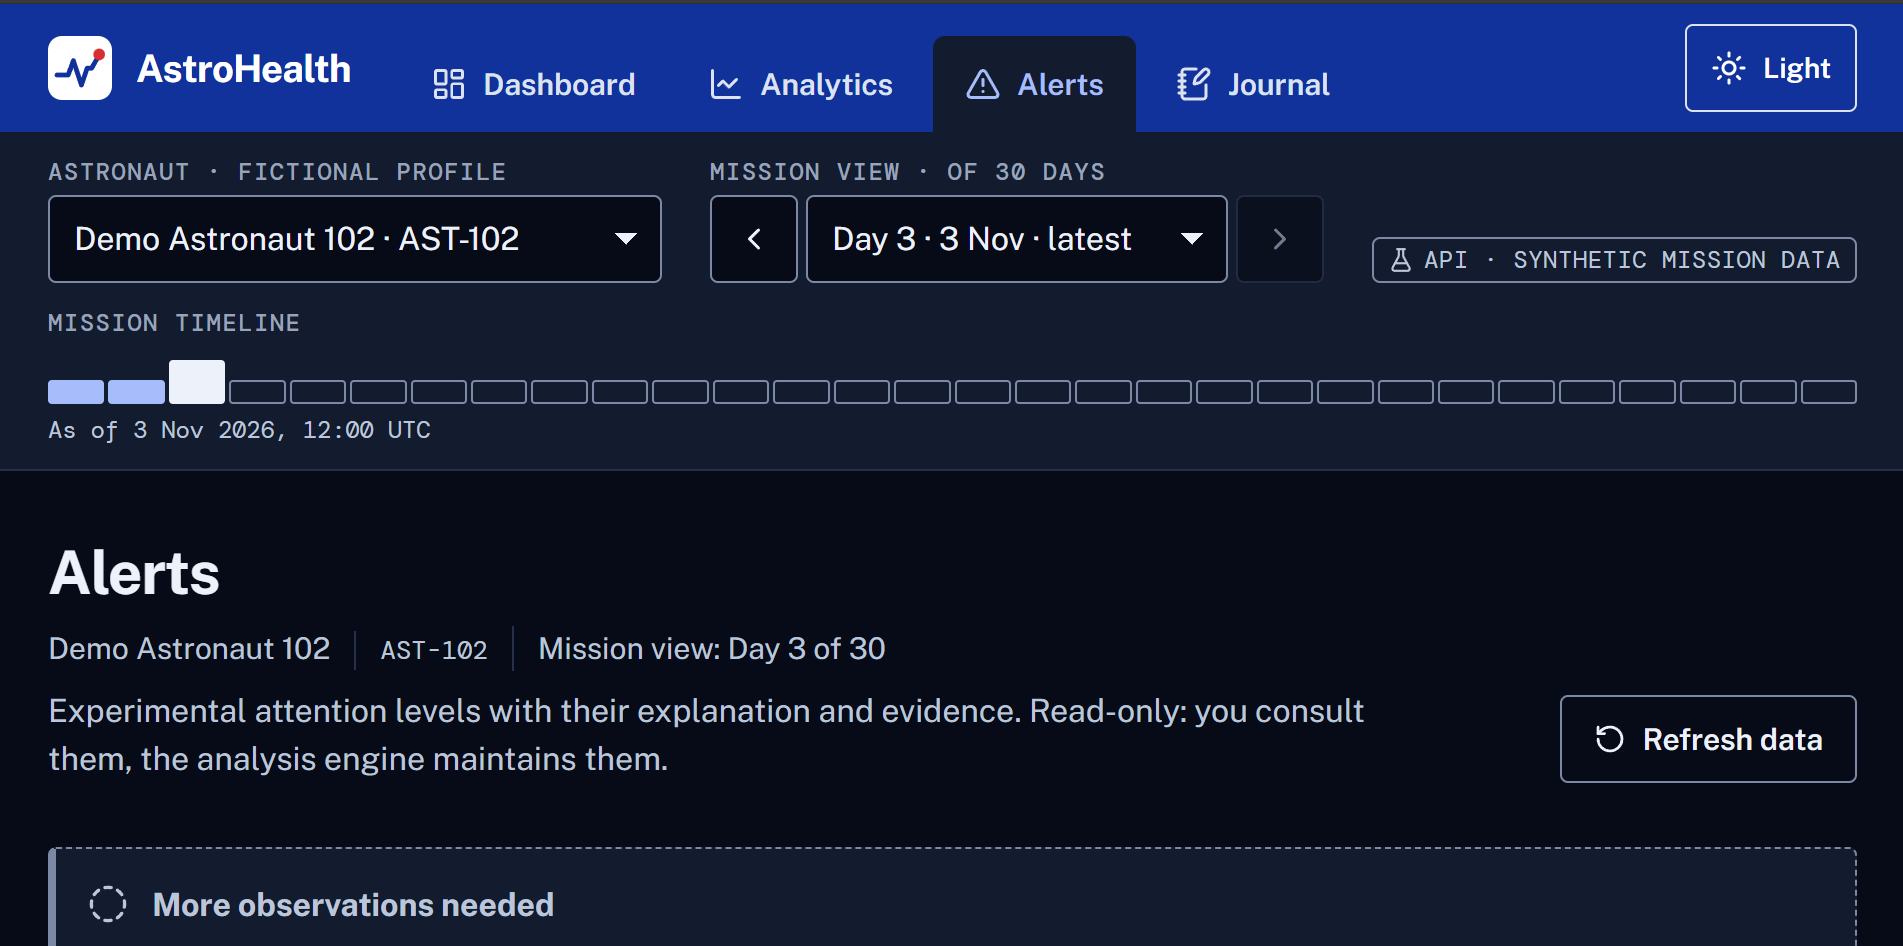 AstroHealth
Dashboard
Analytics
Alerts
Journal
Light
ASTRONAUT · FICTIONAL PROFILE
MISSION VIEW · OF 30 DAYS
Demo Astronaut 102 · AST-102
Day 3 · 3 Nov · latest
API · SYNTHETIC MISSION DATA
MISSION TIMELINE
As of 3 Nov 2026, 12:00 UTC
Alerts
Demo Astronaut 102
AST-102
Mission view: Day 3 of 30
Experimental attention levels with their explanation and evidence. Read-only: you consult
them, the analysis engine maintains them.
Refresh data
More observations needed